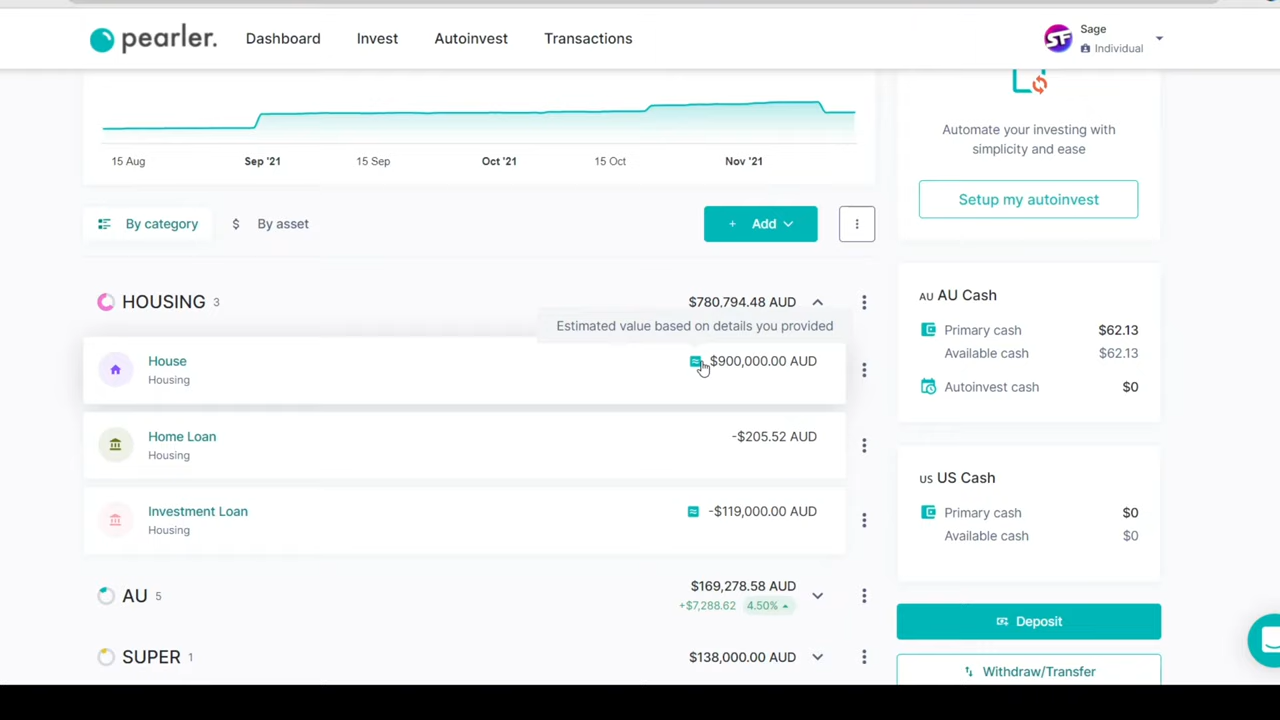 pearler.
Dashboard
Invest
Autoinvest
Transactions
SF
Sage
Individual
15 Aug
Sep '21
15 Sep
Oct '21
15 Oct
Nov '21
Automate your investing with
simplicity and ease
Setup my autoinvest
By category
$ By asset
+ Add
HOUSING 3
$780,794.48 AUD
Estimated value based on details you provided
House
$900,000.00 AUD
Housing
Home Loan
-$205.52 AUD
Housing
Investment Loan
-$119,000.00 AUD
Housing
AU 5
$169,278.58 AUD
+$7,288.62 4.50%
SUPER 1
$138,000.00 AUD
AU AU Cash
Primary cash $62.13
Available cash $62.13
Autoinvest cash $0
US US Cash
Primary cash $0
Available cash $0
Deposit
Withdraw/Transfer